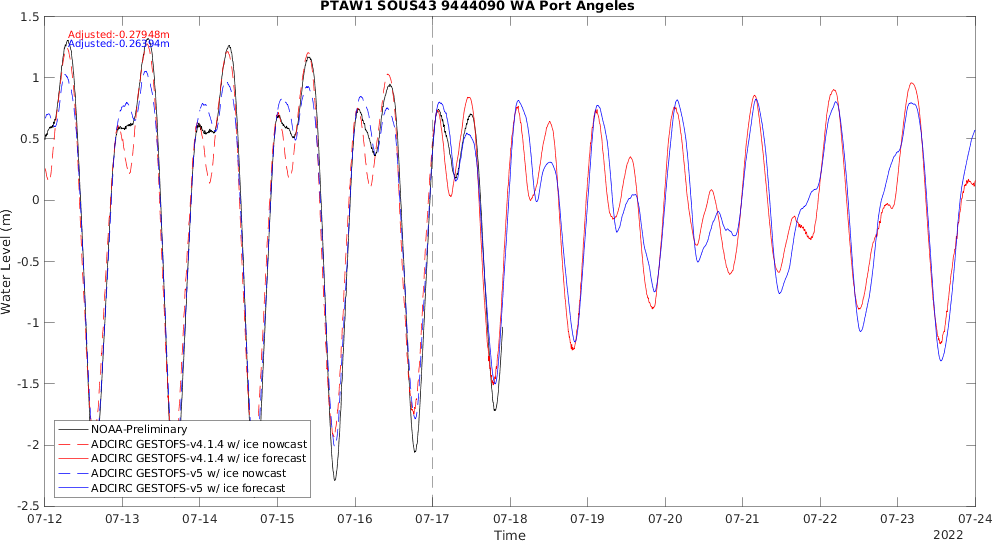 PTAW1 SOUS43 9444090 WA Port Angeles
Adjusted:-0.27948m
Adjusted:-0.26394m
1.5
1
0.5
0
-0.5
-1
-1.5
-2
-2.5
Water Level (m)
NOAA-Preliminary
ADCIRC GESTOFS-v4.1.4 w/ ice nowcast
ADCIRC GESTOFS-v4.1.4 w/ ice forecast
ADCIRC GESTOFS-v5 w/ ice nowcast
ADCIRC GESTOFS-v5 w/ ice forecast
07-12 07-13 07-14 07-15 07-16 07-17 07-18 07-19 07-20 07-21 07-22 07-23 07-24
Time
2022